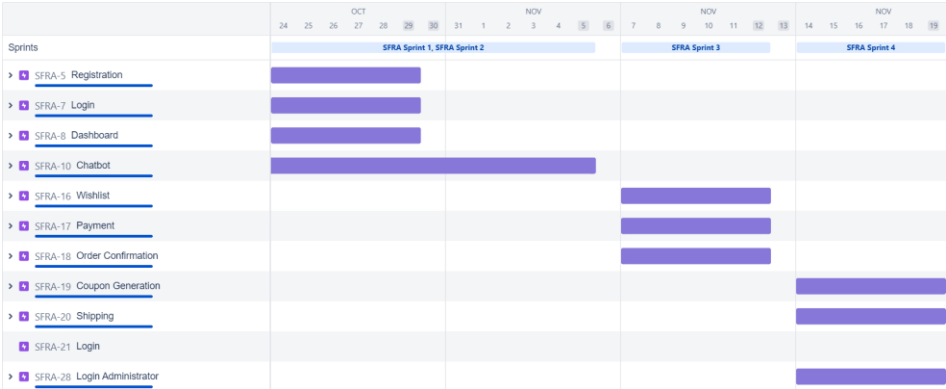 OCT NOV NOV NOV
24 25 26 27 28 29 30 31 1 2 3 4 5 6 7 8 9 10 11 12 13 14 15 16 17 18 19
Sprints SFRA Sprint 1, SFRA Sprint 2 SFRA Sprint 3 SFRA Sprint 4
SFRA-5 Registration
SFRA-7 Login
SFRA-8 Dashboard
SFRA-10 Chatbot
SFRA-16 Wishlist
SFRA-17 Payment
SFRA-18 Order Confirmation
SFRA-19 Coupon Generation
SFRA-20 Shipping
SFRA-21 Login
SFRA-28 Login Administrator